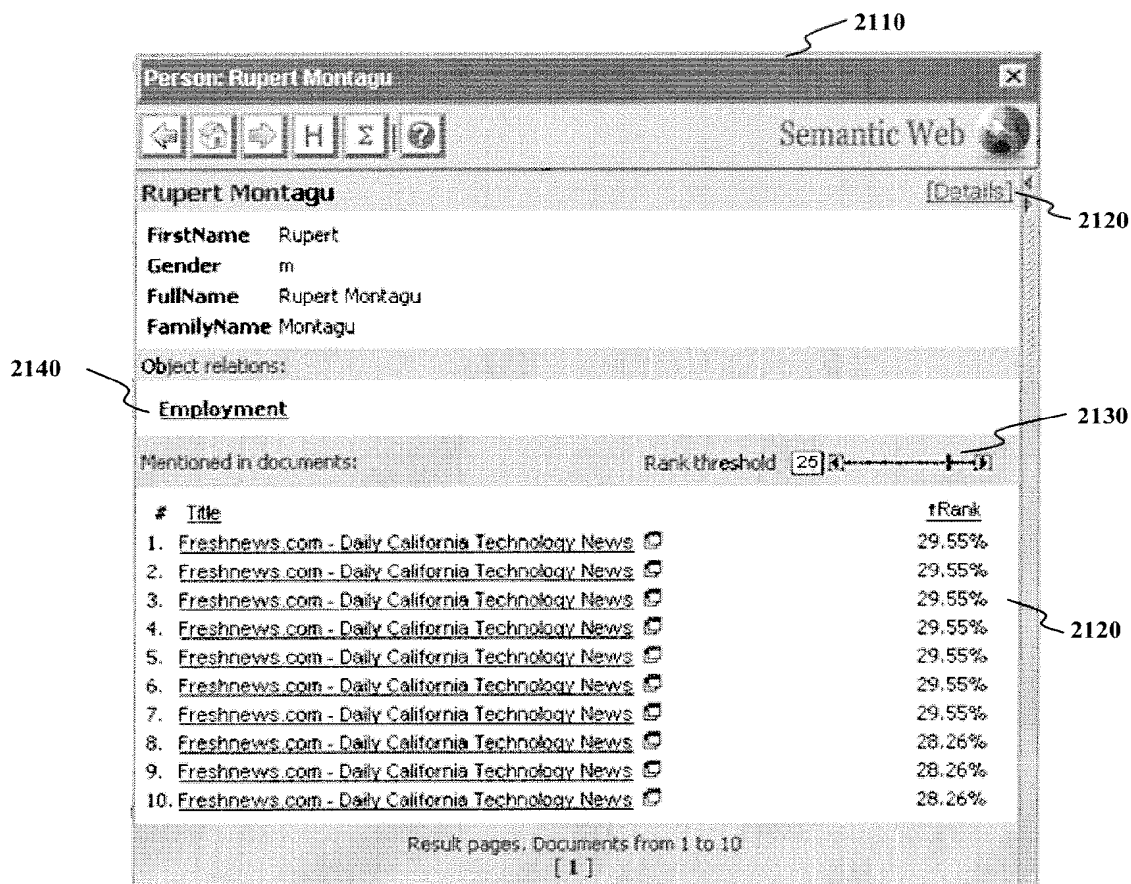 2110
Person: Rupert Montagu
H Σ ?
Semantic Web
Rupert Montagu [Details]
2120
FirstName Rupert
Gender m
FullName Rupert Montagu
FamilyName Montagu
Object relations:
2140
Employment
2130
Mentioned in documents: Rank threshold 25
# Title ↑Rank
1. Freshnews.com - Daily California Technology News 29.55%
2. Freshnews.com - Daily California Technology News 29.55%
3. Freshnews.com - Daily California Technology News 29.55%
4. Freshnews.com - Daily California Technology News 29.55%
2120
5. Freshnews.com - Daily California Technology News 29.55%
6. Freshnews.com - Daily California Technology News 29.55%
7. Freshnews.com - Daily California Technology News 29.55%
8. Freshnews.com - Daily California Technology News 28.26%
9. Freshnews.com - Daily California Technology News 28.26%
10. Freshnews.com - Daily California Technology News 28.26%
Result pages. Documents from 1 to 10
[ 1 ]